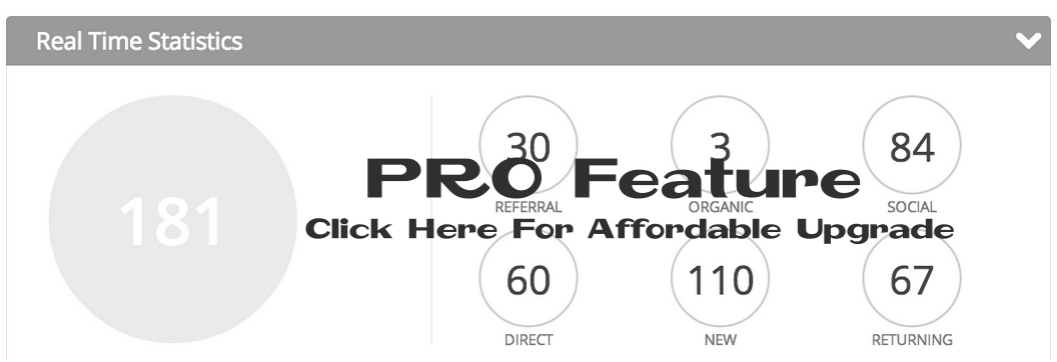 Real Time Statistics
30 3 84
PRO Feature
181 REFERRAL ORGANIC SOCIAL
Click Here For Affordable Upgrade
60 110 67
DIRECT NEW RETURNING